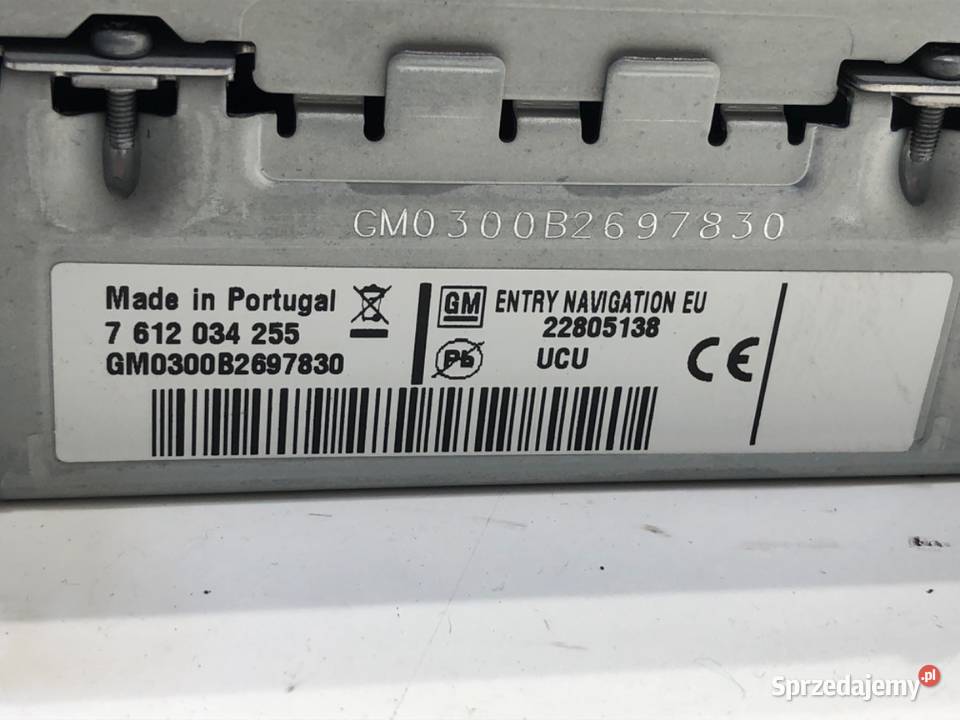 GM0300B2697830
Made in Portugal
7 612 034 255
GM0300B2697830
GM ENTRY NAVIGATION EU
22805138
Pb UCU CE
Sprzedajemy.pl